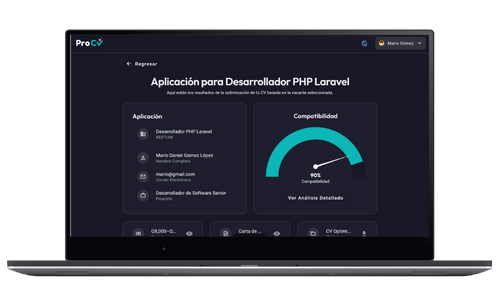 Pro Cv
Mario Gómez
Regresar
Aplicación para Desarrollador PHP Laravel
Aquí están los resultados de la optimización de tu CV basada en la vacante seleccionada.
Aplicación
Desarrollador PHP Laravel
Mario Daniel Gómez López
Nombre Completo
mario@gmail.com
Correo Electrónico
Desarrollador de Software Senior
Posición
Compatibilidad
90%
Compatibilidad
Ver Análisis Detallado
Q8,000–Q...
Carta de ...
CV Optimi...